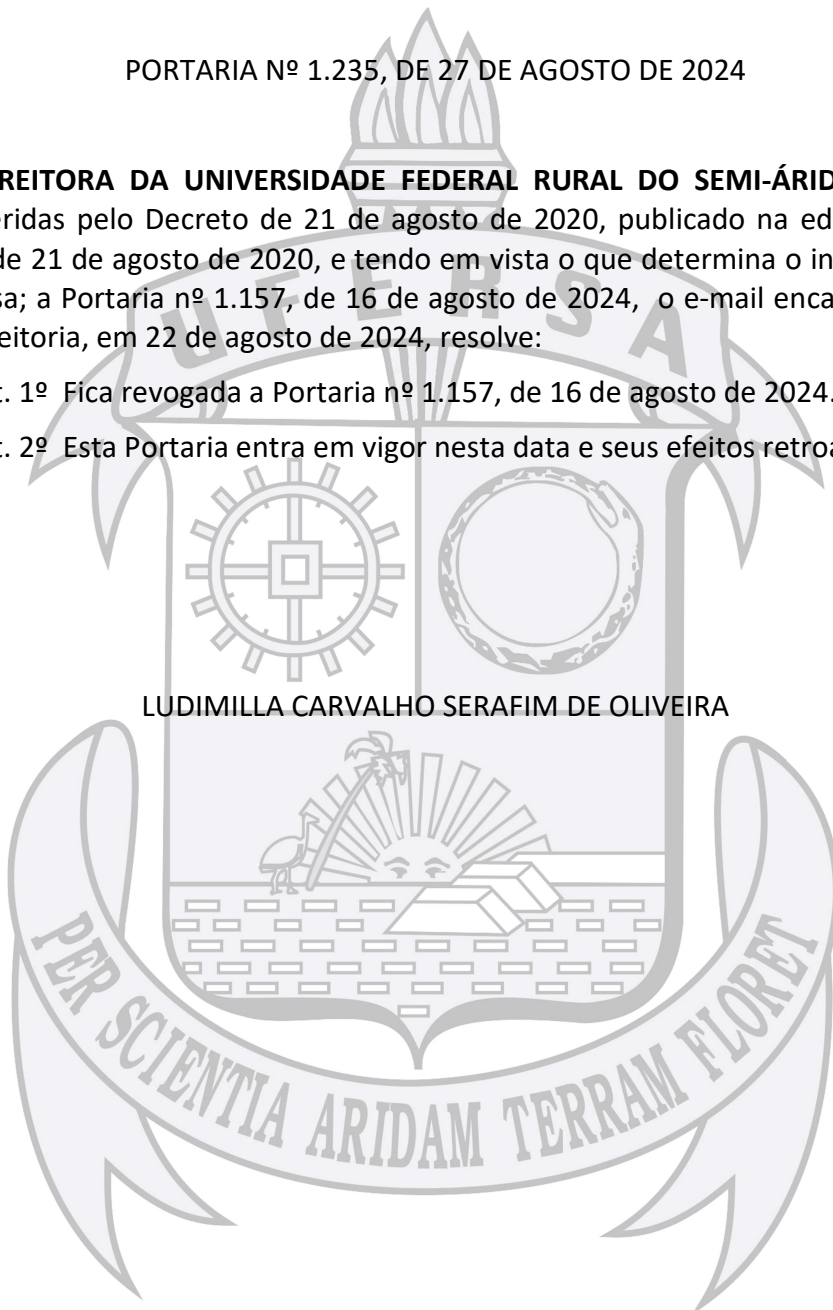 PORTARIA Nº 1.235, DE 27 DE AGOSTO DE 2024
REITORA DA UNIVERSIDADE FEDERAL RURAL DO SEMI-ÁRID
eridas pelo Decreto de 21 de agosto de 2020, publicado na ed
de 21 de agosto de 2020, e tendo em vista o que determina o in
sa; a Portaria nº 1.157, de 16 de agosto de 2024, o e-mail enca
eitoria, em 22 de agosto de 2024, resolve:
t. 1º Fica revogada a Portaria nº 1.157, de 16 de agosto de 2024.
t. 2º Esta Portaria entra em vigor nesta data e seus efeitos retroa
UFERSA
LUDIMILLA CARVALHO SERAFIM DE OLIVEIRA
PER SCIENTIA ARIDAM TERRAM FLORET